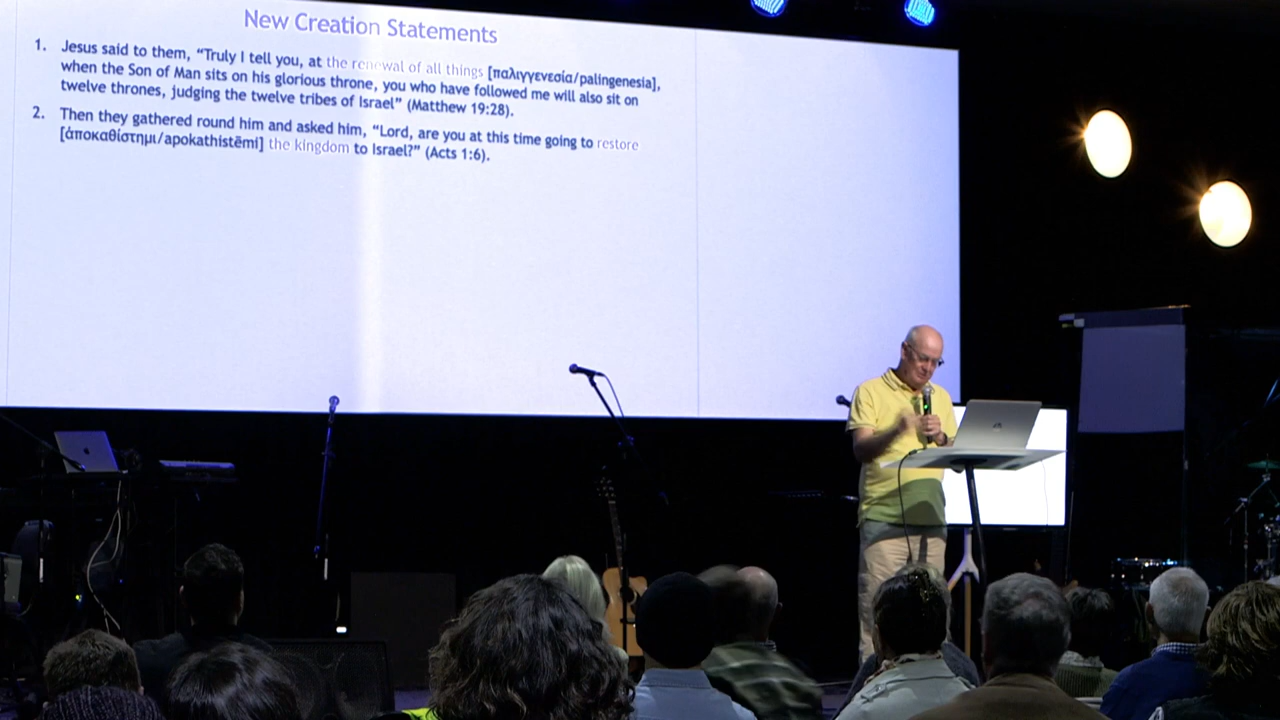 New Creation Statements
1. Jesus said to them, “Truly I tell you, at the renewal of all things [παλιγγενεσία/palingenesia],
when the Son of Man sits on his glorious throne, you who have followed me will also sit on
twelve thrones, judging the twelve tribes of Israel” (Matthew 19:28).
2. Then they gathered round him and asked him, “Lord, are you at this time going to restore
[ἀποκαθίστημι/apokathistēmi] the kingdom to Israel?” (Acts 1:6).